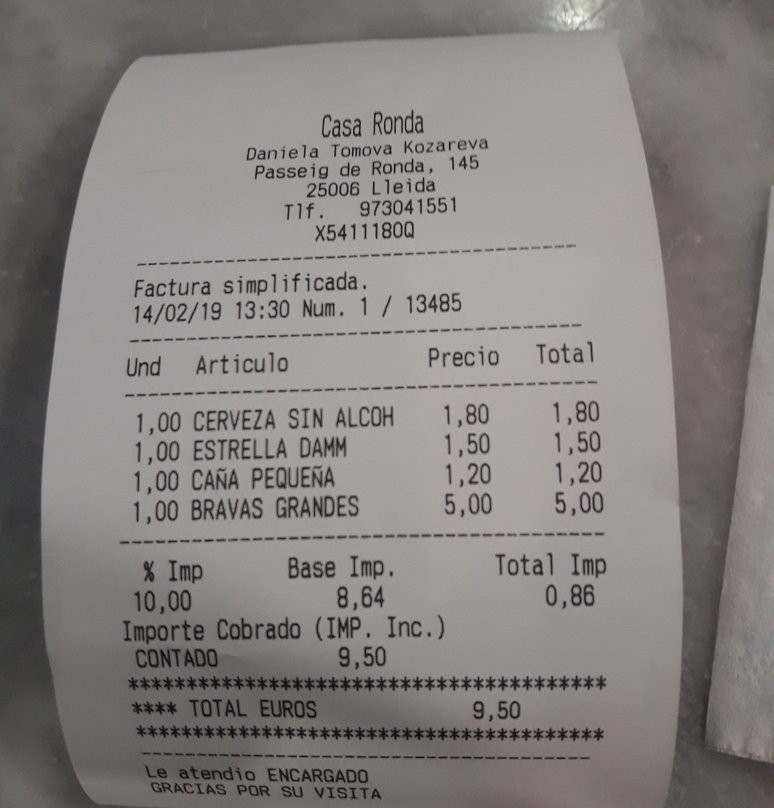 Casa Ronda
Daniela Tomova Kozareva
Passeig de Ronda, 145
25006 Lleida
Tlf. 973041551
X5411180Q
Factura simplificada.
14/02/19 13:30 Num. 1 / 13485
Und Articulo Precio Total
1,00 CERVEZA SIN ALCOH 1,80 1,80
1,00 ESTRELLA DAMM 1,50 1,50
1,00 CAÑA PEQUEÑA 1,20 1,20
1,00 BRAVAS GRANDES 5,00 5,00
% Imp Base Imp. Total Imp
10,00 8,64 0,86
Importe Cobrado (IMP. Inc.)
CONTADO 9,50
****************************************
**** TOTAL EUROS 9,50
****************************************
Le atendio ENCARGADO
GRACIAS POR SU VISITA